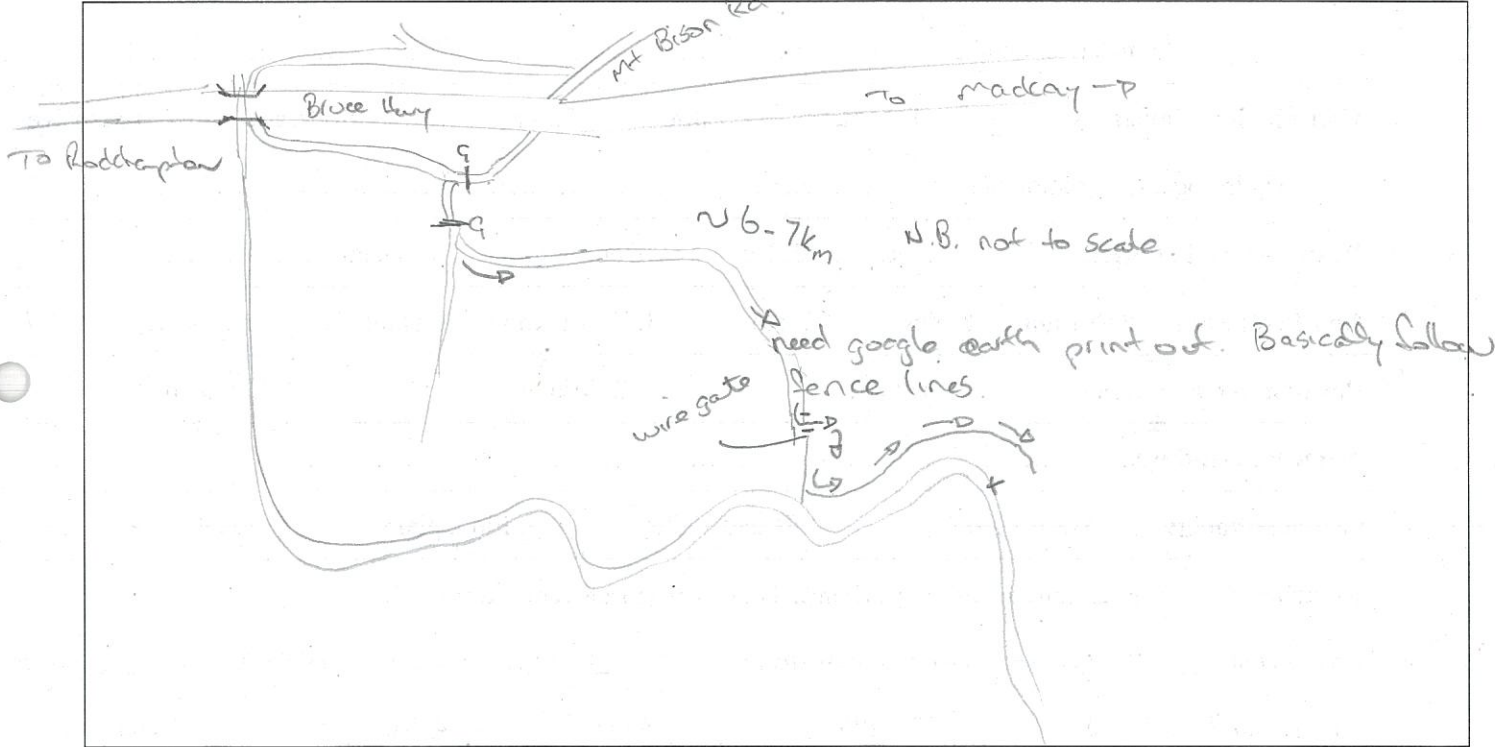 Mt Bison Rd
Bruce Hwy
To Mackay
To Rockhampton
G
G
~ 6-7km
N.B. not to scale.
need google earth print out. Basically follow
fence lines.
wire gate